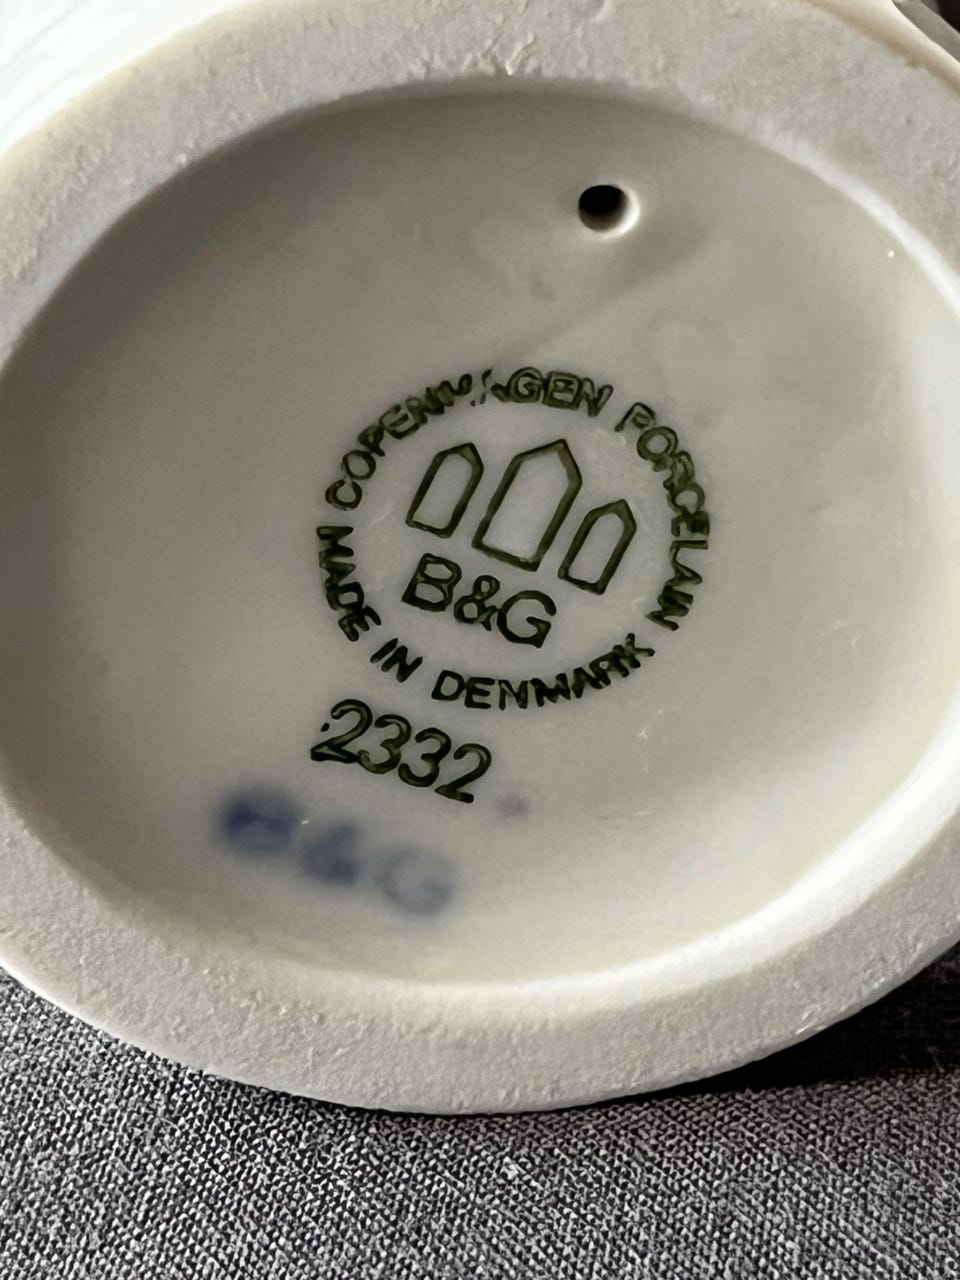 COPENHAGEN PORCELAIN
B&G
MADE IN DENMARK
2332
B&G